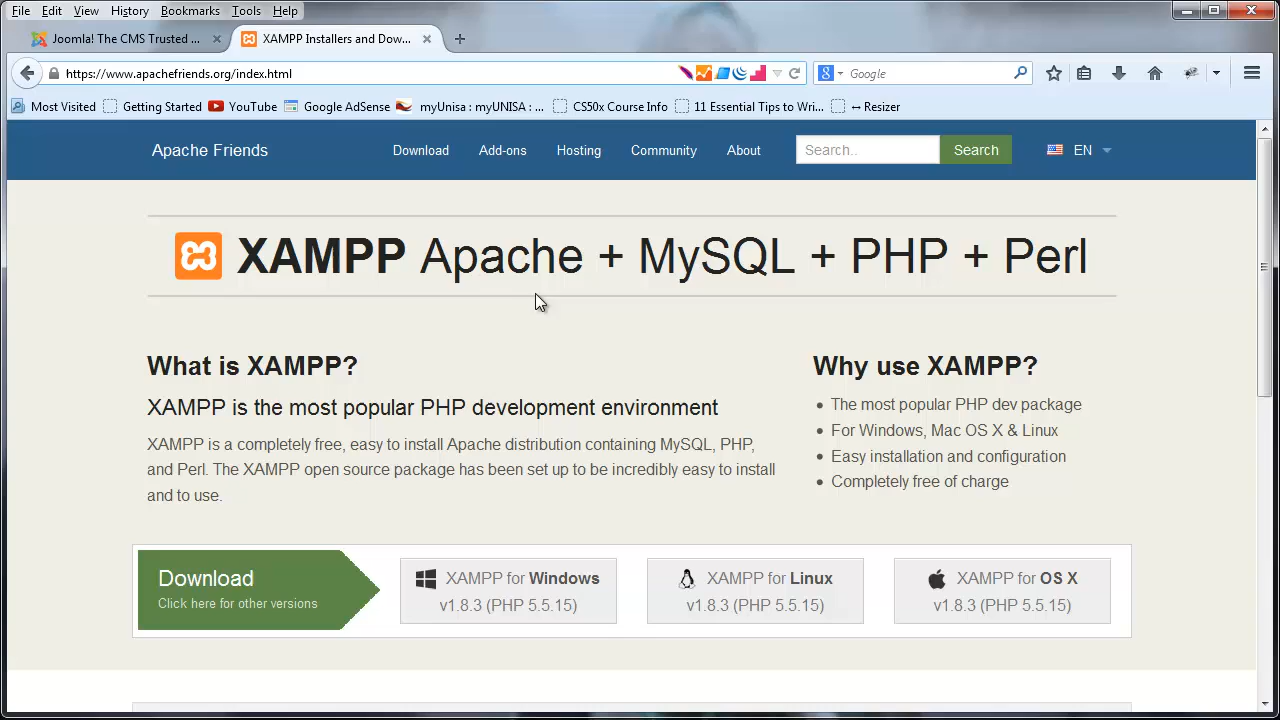 File Edit View History Bookmarks Tools Help
Joomla! The CMS Trusted ... × XAMPP Installers and Dow... × +
https://www.apachefriends.org/index.html Google
Most Visited Getting Started YouTube Google AdSense myUnisa : myUNISA : ... CS50x Course Info 11 Essential Tips to Wri... ↔ Resizer
Apache Friends Download Add-ons Hosting Community About Search.. Search EN
XAMPP Apache + MySQL + PHP + Perl
What is XAMPP?
XAMPP is the most popular PHP development environment
XAMPP is a completely free, easy to install Apache distribution containing MySQL, PHP,
and Perl. The XAMPP open source package has been set up to be incredibly easy to install
and to use.
Why use XAMPP?
• The most popular PHP dev package
• For Windows, Mac OS X & Linux
• Easy installation and configuration
• Completely free of charge
Download
Click here for other versions
XAMPP for Windows
v1.8.3 (PHP 5.5.15)
XAMPP for Linux
v1.8.3 (PHP 5.5.15)
XAMPP for OS X
v1.8.3 (PHP 5.5.15)